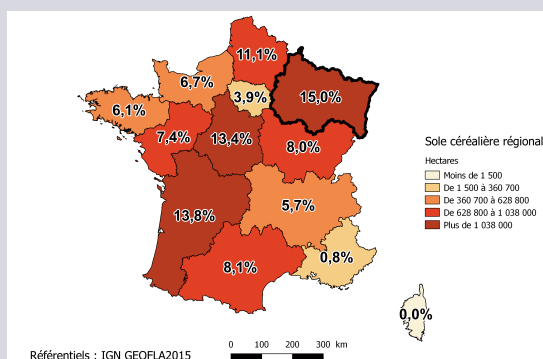 11,1%
6,7%
3,9%
15,0%
6,1%
7,4%
13,4%
8,0%
13,8%
5,7%
8,1%
0,8%
0,0%
Sole céréalière régional
Hectares
Moins de 1 500
De 1 500 à 360 700
De 360 700 à 628 800
De 628 800 à 1 038 000
Plus de 1 038 000
Référentiels : IGN GEOFLA2015
0 100 200 300 km